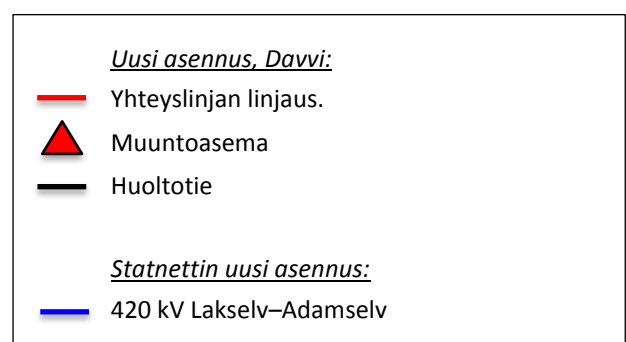 Uusi asennus, Davvi:
Yhteyslinjan linjaus.
Muuntoasema
Huoltotie
Statnettin uusi asennus:
420 kV Lakselv–Adamselv